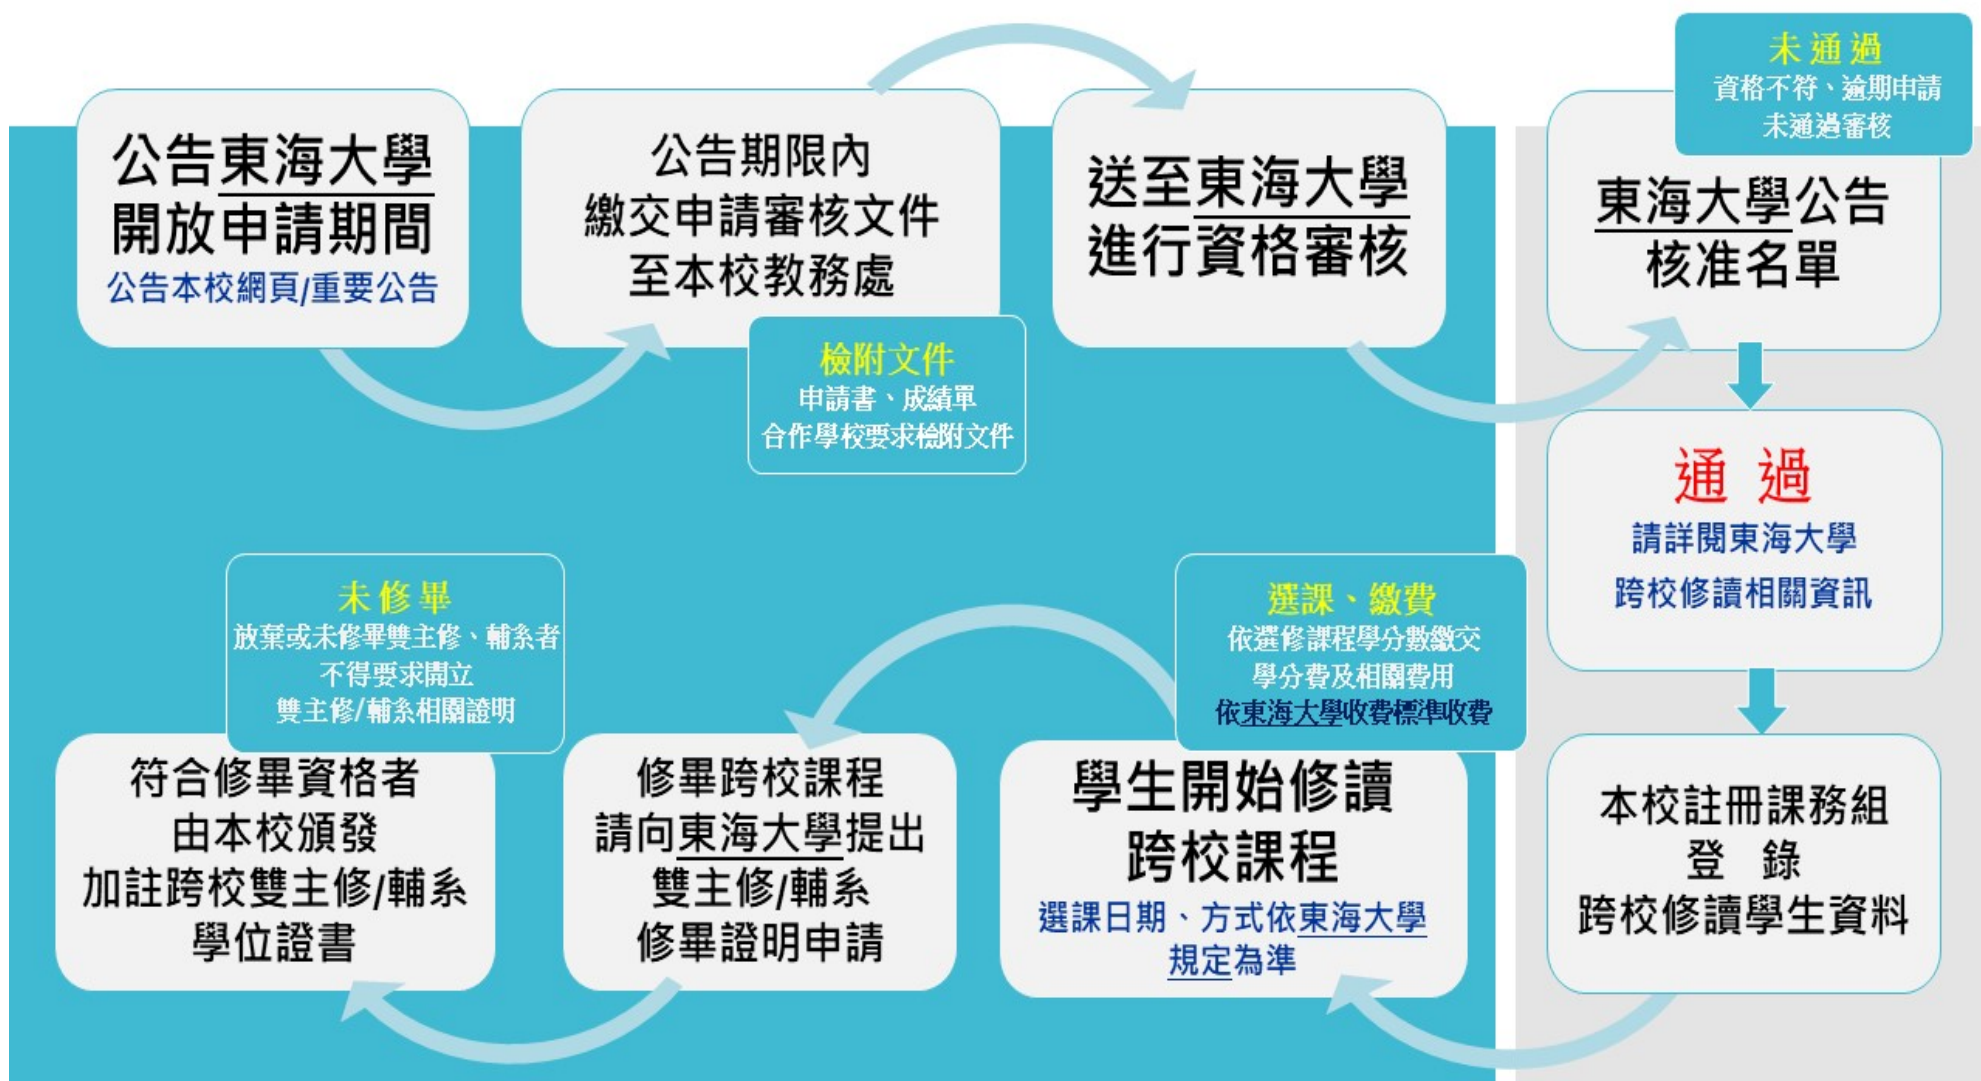 公告東海大學
開放申請期間
公告本校網頁/重要公告
公告期限內
繳交申請審核文件
至本校教務處
檢附文件
申請書、成績單
合作學校要求檢附文件
送至東海大學
進行資格審核
未通過
資格不符、逾期申請
未通過審核
東海大學公告
核准名單
通 過
請詳閱東海大學
跨校修讀相關資訊
本校註冊課務組
登 錄
跨校修讀學生資料
選課、繳費
依選修課程學分數繳交
學分費及相關費用
依東海大學收費標準收費
學生開始修讀
跨校課程
選課日期、方式依東海大學
規定為準
修畢跨校課程
請向東海大學提出
雙主修/輔系
修畢證明申請
未修畢
放棄或未修畢雙主修、輔系者
不得要求開立
雙主修/輔系相關證明
符合修畢資格者
由本校頒發
加註跨校雙主修/輔系
學位證書